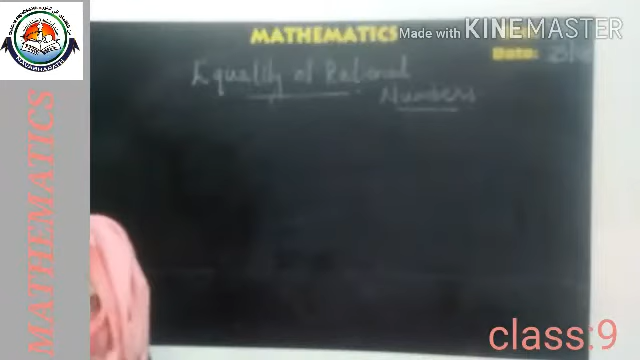 MATHEMATICS
Made with KINEMASTER
Date:
Equality of Rational
Numbers
MATHEMATICS
class:9